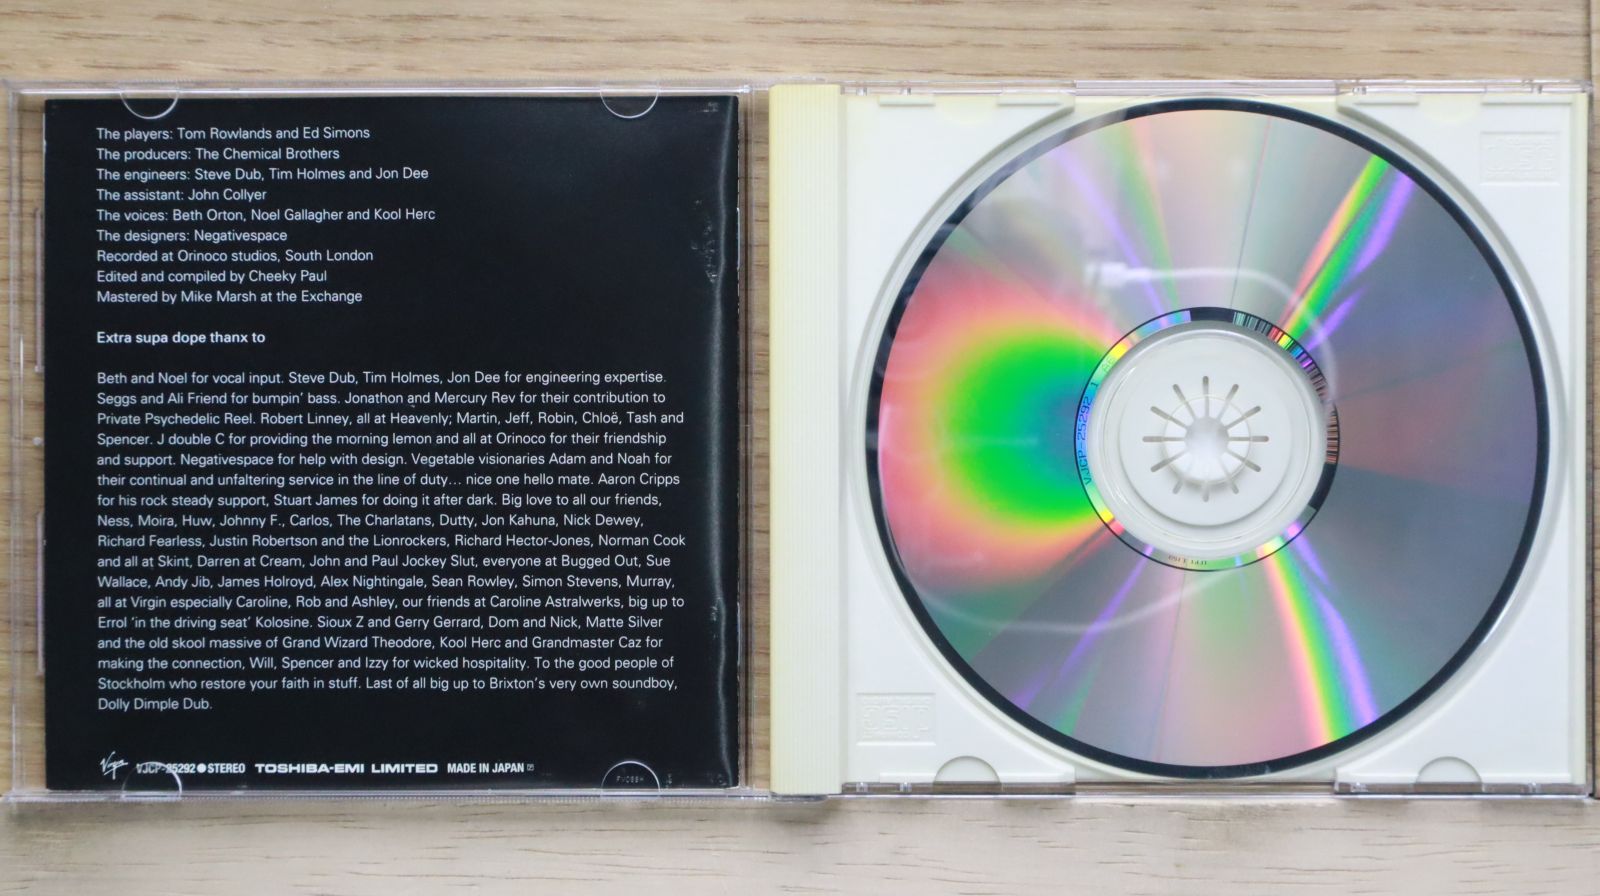 The players: Tom Rowlands and Ed Simons
The producers: The Chemical Brothers
The engineers: Steve Dub, Tim Holmes and Jon Dee
The assistant: John Collyer
The voices: Beth Orton, Noel Gallagher and Kool Herc
The designers: Negativespace
Recorded at Orinoco studios, South London
Edited and compiled by Cheeky Paul
Mastered by Mike Marsh at the Exchange
Extra supa dope thanx to
Beth and Noel for vocal input. Steve Dub, Tim Holmes, Jon Dee for engineering expertise.
Seggs and Ali Friend for bumpin' bass. Jonathon and Mercury Rev for their contribution to
Private Psychedelic Reel. Robert Linney, all at Heavenly; Martin, Jeff, Robin, Chloë, Tash and
Spencer. J double C for providing the morning lemon and all at Orinoco for their friendship
and support. Negativespace for help with design. Vegetable visionaries Adam and Noah for
their continual and unfaltering service in the line of duty... nice one hello mate. Aaron Cripps
for his rock steady support, Stuart James for doing it after dark. Big love to all our friends,
Ness, Moira, Huw, Johnny F., Carlos, The Charlatans, Dutty, Jon Kahuna, Nick Dewey,
Richard Fearless, Justin Robertson and the Lionrockers, Richard Hector-Jones, Norman Cook
and all at Skint, Darren at Cream, John and Paul Jockey Slut, everyone at Bugged Out, Sue
Wallace, Andy Jib, James Holroyd, Alex Nightingale, Sean Rowley, Simon Stevens, Murray,
all at Virgin especially Caroline, Rob and Ashley, our friends at Caroline Astralwerks, big up to
Errol 'in the driving seat' Kolosine. Sioux Z and Gerry Gerrard, Dom and Nick, Matte Silver
and the old skool massive of Grand Wizard Theodore, Kool Herc and Grandmaster Caz for
making the connection, Will, Spencer and Izzy for wicked hospitality. To the good people of
Stockholm who restore your faith in stuff. Last of all big up to Brixton's very own soundboy,
Dolly Dimple Dub.
Virgin VJCP-25292●STEREO TOSHIBA-EMI LIMITED MADE IN JAPAN
VJCP-25292 1